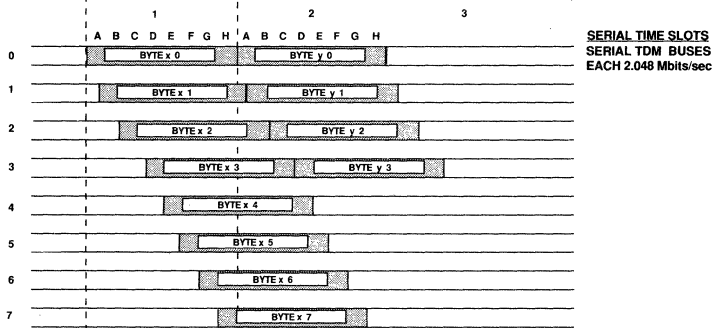 1 2 3
A B C D E F G H A B C D E F G H
SERIAL TIME SLOTS
SERIAL TDM BUSES
EACH 2.048 Mbits/sec
0 BYTE x 0 BYTE y 0
1 BYTE x 1 BYTE y 1
2 BYTE x 2 BYTE y 2
3 BYTE x 3 BYTE y 3
4 BYTE x 4
5 BYTE x 5
6 BYTE x 6
7 BYTE x 7